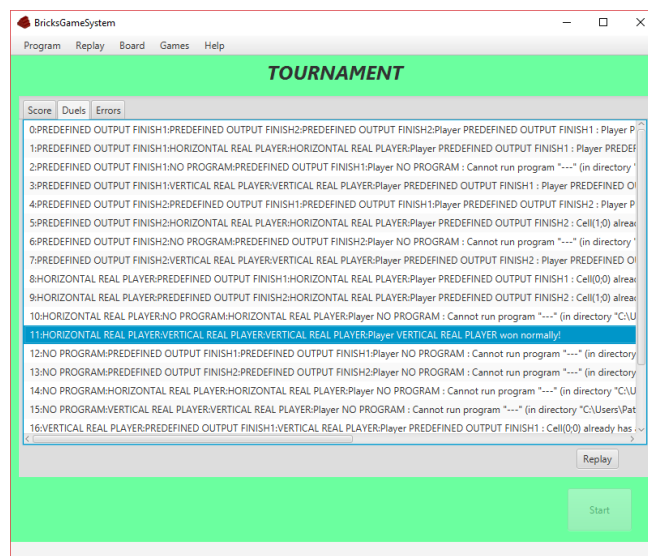 BricksGameSystem
Program Replay Board Games Help
TOURNAMENT
Score Duels Errors
0:PREDEFINED OUTPUT FINISH1:PREDEFINED OUTPUT FINISH2:PREDEFINED OUTPUT FINISH2:Player PREDEFINED OUTPUT FINISH1 : Player P
1:PREDEFINED OUTPUT FINISH1:HORIZONTAL REAL PLAYER:HORIZONTAL REAL PLAYER:Player PREDEFINED OUTPUT FINISH1 : Player PREDEF
2:PREDEFINED OUTPUT FINISH1:NO PROGRAM:PREDEFINED OUTPUT FINISH1:Player NO PROGRAM : Cannot run program "---" (in directory '
3:PREDEFINED OUTPUT FINISH1:VERTICAL REAL PLAYER:VERTICAL REAL PLAYER:Player PREDEFINED OUTPUT FINISH1 : Player PREDEFINED O
4:PREDEFINED OUTPUT FINISH2:PREDEFINED OUTPUT FINISH1:PREDEFINED OUTPUT FINISH1:Player PREDEFINED OUTPUT FINISH2 : Player P
5:PREDEFINED OUTPUT FINISH2:HORIZONTAL REAL PLAYER:HORIZONTAL REAL PLAYER:Player PREDEFINED OUTPUT FINISH2 : Cell(1;0) alrea
6:PREDEFINED OUTPUT FINISH2:NO PROGRAM:PREDEFINED OUTPUT FINISH2:Player NO PROGRAM : Cannot run program "---" (in directory '
7:PREDEFINED OUTPUT FINISH2:VERTICAL REAL PLAYER:VERTICAL REAL PLAYER:Player PREDEFINED OUTPUT FINISH2 : Player PREDEFINED O
8:HORIZONTAL REAL PLAYER:PREDEFINED OUTPUT FINISH1:HORIZONTAL REAL PLAYER:Player PREDEFINED OUTPUT FINISH1 : Cell(0;0) alrea
9:HORIZONTAL REAL PLAYER:PREDEFINED OUTPUT FINISH2:HORIZONTAL REAL PLAYER:Player PREDEFINED OUTPUT FINISH2 : Cell(1;0) alrea
10:HORIZONTAL REAL PLAYER:NO PROGRAM:HORIZONTAL REAL PLAYER:Player NO PROGRAM : Cannot run program "---" (in directory "C:\U
11:HORIZONTAL REAL PLAYER:VERTICAL REAL PLAYER:VERTICAL REAL PLAYER:Player VERTICAL REAL PLAYER won normally!
12:NO PROGRAM:PREDEFINED OUTPUT FINISH1:PREDEFINED OUTPUT FINISH1:Player NO PROGRAM : Cannot run program "---" (in directory
13:NO PROGRAM:PREDEFINED OUTPUT FINISH2:PREDEFINED OUTPUT FINISH2:Player NO PROGRAM : Cannot run program "---" (in directory
14:NO PROGRAM:HORIZONTAL REAL PLAYER:HORIZONTAL REAL PLAYER:Player NO PROGRAM : Cannot run program "---" (in directory "C:\U
15:NO PROGRAM:VERTICAL REAL PLAYER:VERTICAL REAL PLAYER:Player NO PROGRAM : Cannot run program "---" (in directory "C:\Users\Pat
16:VERTICAL REAL PLAYER:PREDEFINED OUTPUT FINISH1:VERTICAL REAL PLAYER:Player PREDEFINED OUTPUT FINISH1 : Cell(0;0) already has
Replay
Start